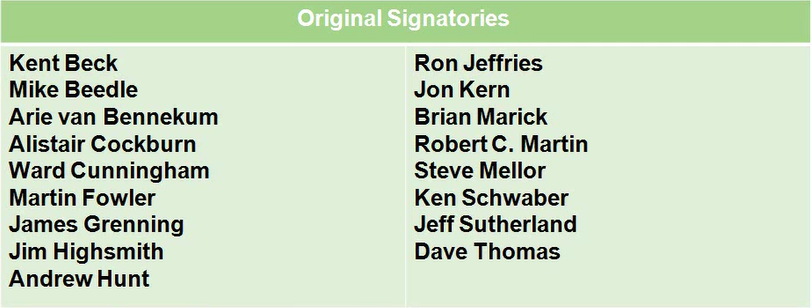 Original Signatories
Kent Beck
Mike Beedle
Arie van Bennekum
Alistair Cockburn
Ward Cunningham
Martin Fowler
James Grenning
Jim Highsmith
Andrew Hunt
Ron Jeffries
Jon Kern
Brian Marick
Robert C. Martin
Steve Mellor
Ken Schwaber
Jeff Sutherland
Dave Thomas